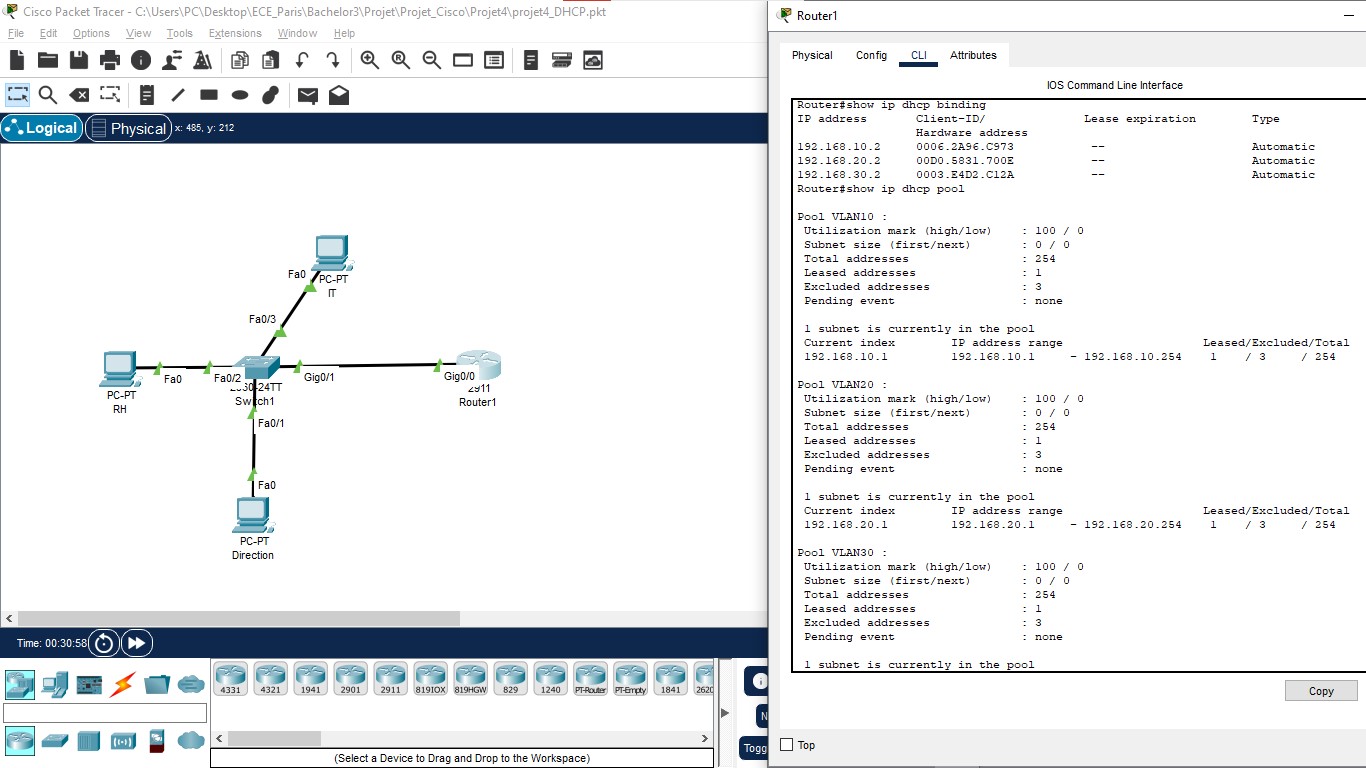 Cisco Packet Tracer - C:\Users\PC\Desktop\ECE_Paris\Bachelor3\Projet\Projet_Cisco\Projet4\projet4_DHCP.pkt
File Edit Options View Tools Extensions Window Help
Logical Physical x: 485, y: 212
PC-PT
IT
Fa0
Fa0/3
PC-PT
RH
Fa0
Fa0/2
Switch1
Gig0/1
Gig0/0
2911
Router1
Fa0/1
Fa0
PC-PT
Direction
Time: 00:30:58
4331 4321 1941 2901 2911 819IOX 819HGW 829 1240 PT-Router PT-Empty 1841 2620
(Select a Device to Drag and Drop to the Workspace)
Router1
Physical Config CLI Attributes
IOS Command Line Interface
Router#show ip dhcp binding
IP address Client-ID/ Lease expiration Type
Hardware address
192.168.10.2 0006.2A96.C973 -- Automatic
192.168.20.2 00D0.5831.700E -- Automatic
192.168.30.2 0003.E4D2.C12A -- Automatic
Router#show ip dhcp pool
Pool VLAN10 :
Utilization mark (high/low) : 100 / 0
Subnet size (first/next) : 0 / 0
Total addresses : 254
Leased addresses : 1
Excluded addresses : 3
Pending event : none
1 subnet is currently in the pool
Current index IP address range Leased/Excluded/Total
192.168.10.1 192.168.10.1 - 192.168.10.254 1 / 3 / 254
Pool VLAN20 :
Utilization mark (high/low) : 100 / 0
Subnet size (first/next) : 0 / 0
Total addresses : 254
Leased addresses : 1
Excluded addresses : 3
Pending event : none
1 subnet is currently in the pool
Current index IP address range Leased/Excluded/Total
192.168.20.1 192.168.20.1 - 192.168.20.254 1 / 3 / 254
Pool VLAN30 :
Utilization mark (high/low) : 100 / 0
Subnet size (first/next) : 0 / 0
Total addresses : 254
Leased addresses : 1
Excluded addresses : 3
Pending event : none
1 subnet is currently in the pool
Copy
Top